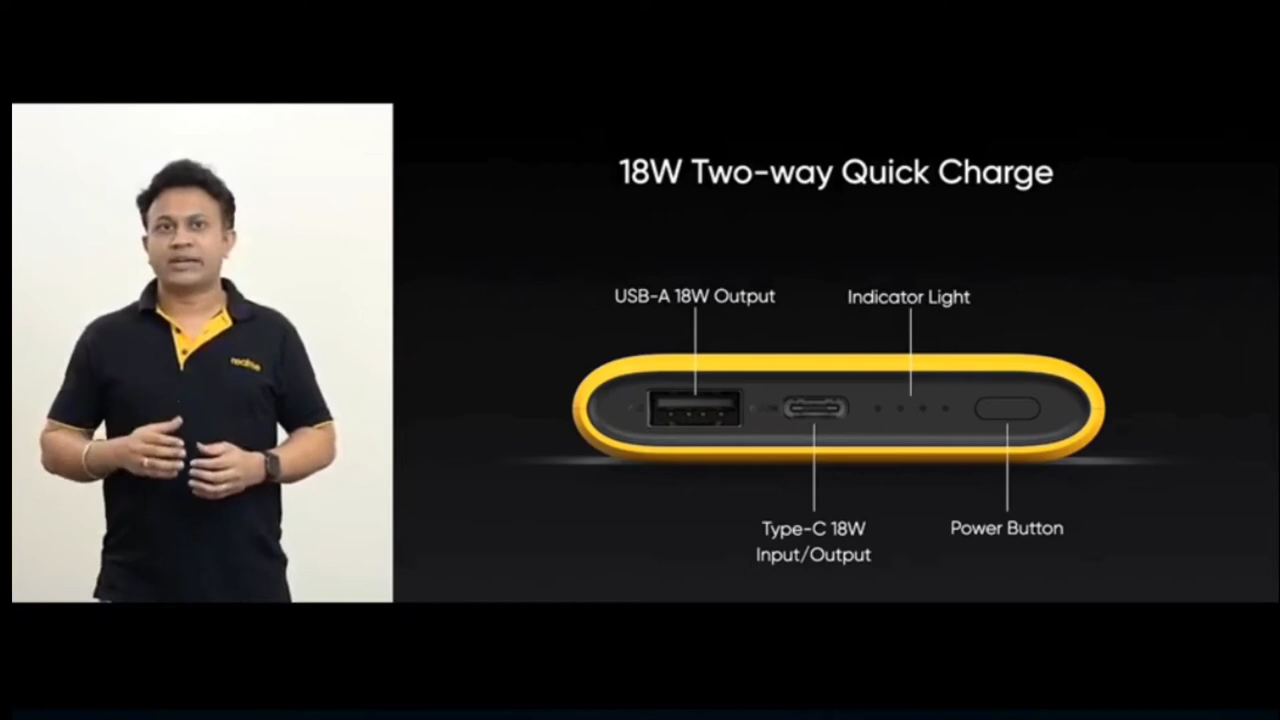 realme
18W Two-way Quick Charge
USB-A 18W Output
Indicator Light
Type-C 18W
Input/Output
Power Button